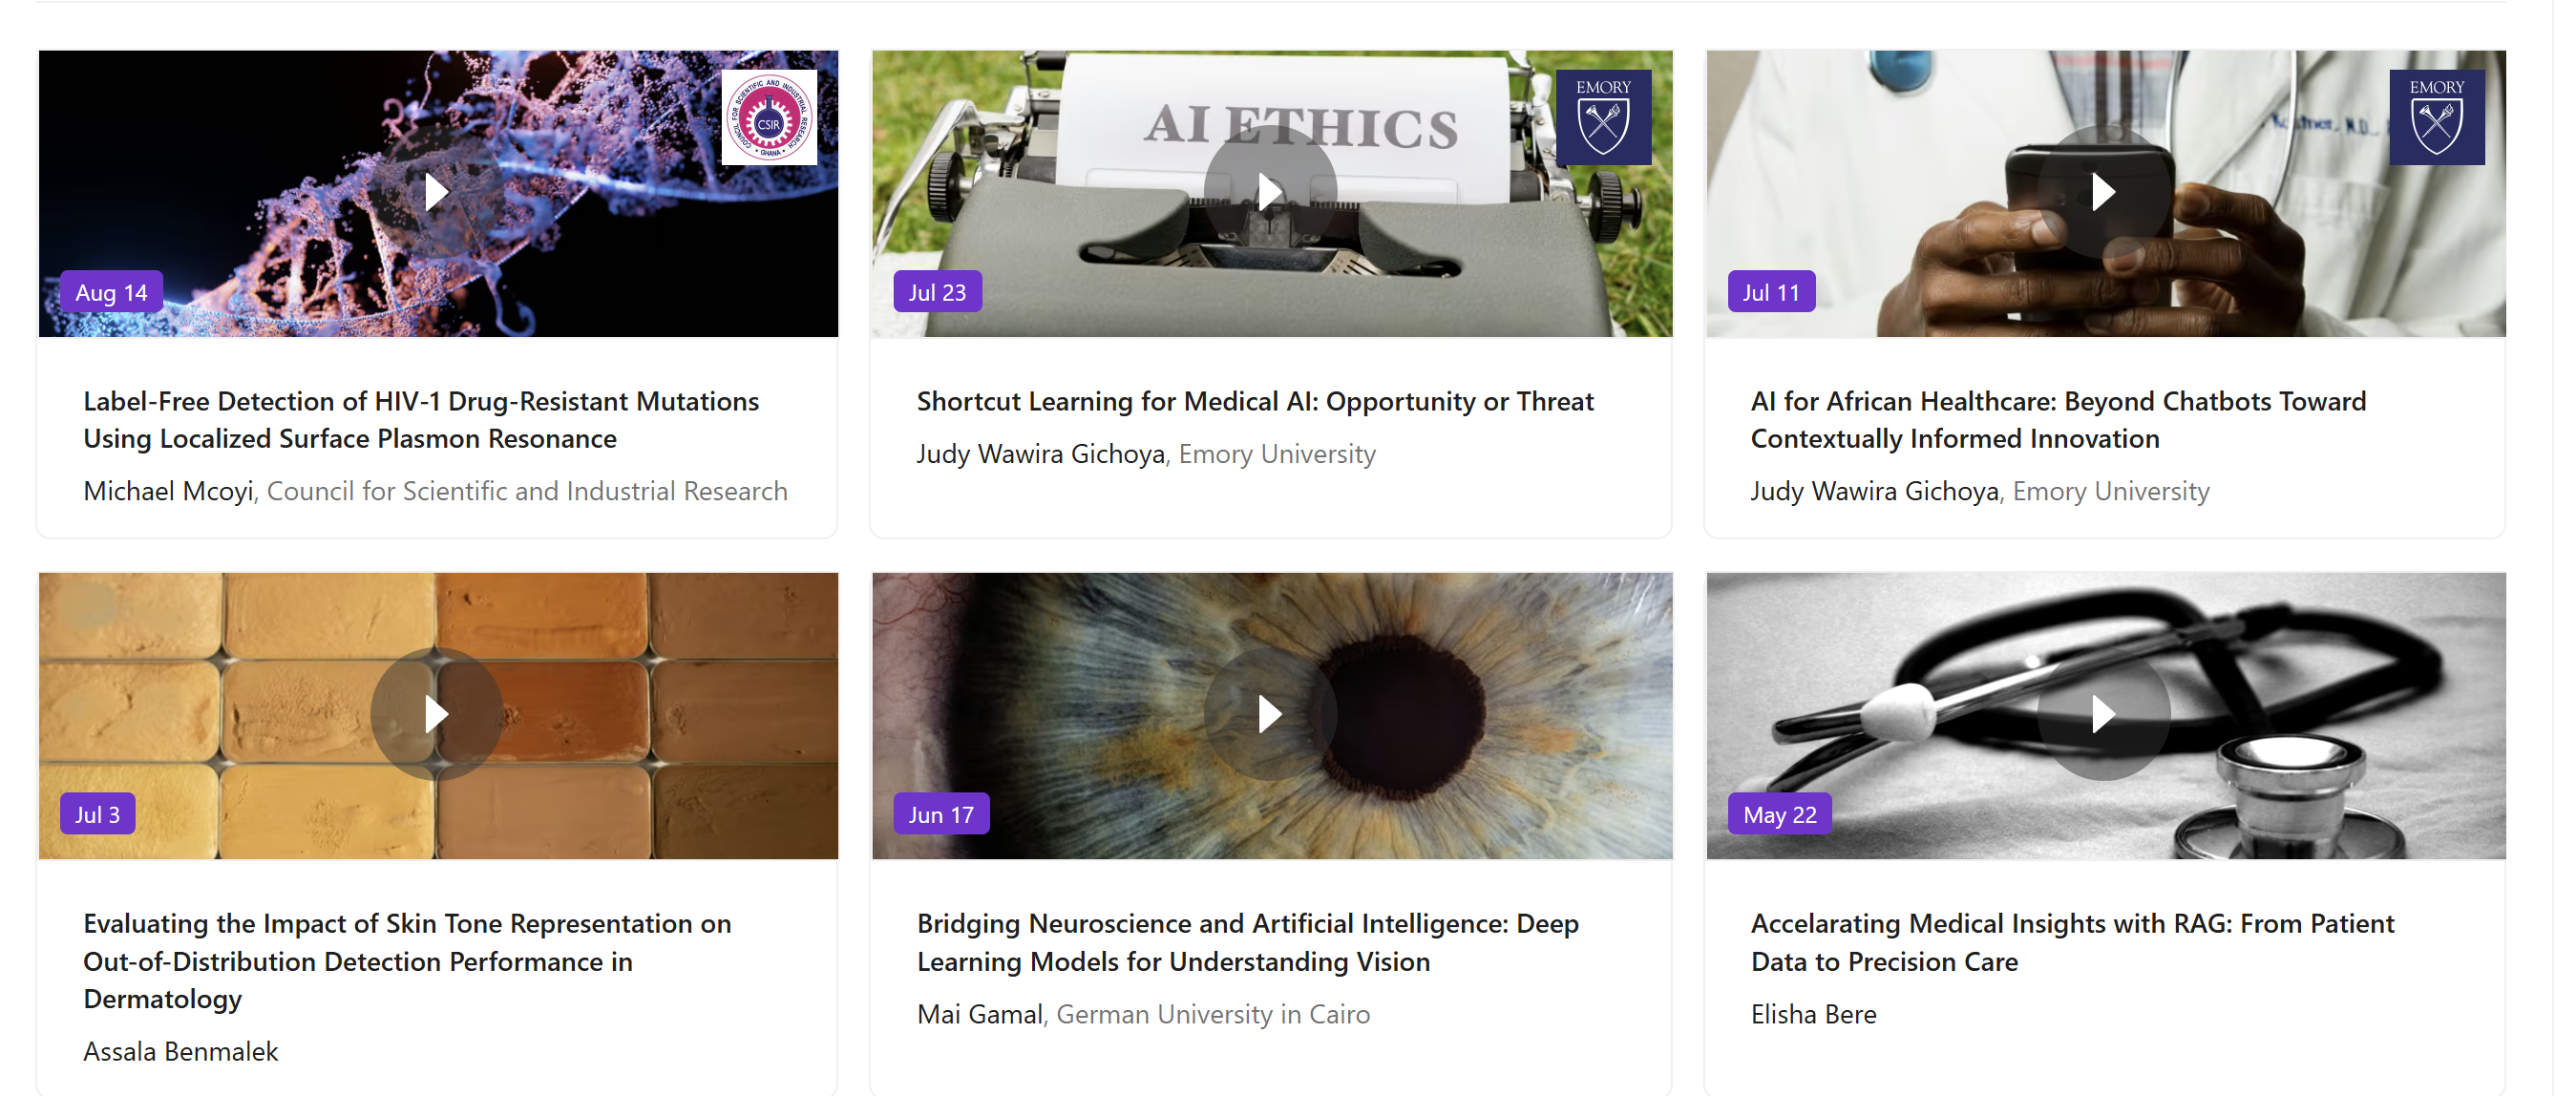 COUNCIL FOR SCIENTIFIC AND INDUSTRIAL RESEARCH
CSIR
• GHANA •
Aug 14
Label-Free Detection of HIV-1 Drug-Resistant Mutations
Using Localized Surface Plasmon Resonance
Michael Mcoyi, Council for Scientific and Industrial Research
AI ETHICS
EMORY
Jul 23
Shortcut Learning for Medical AI: Opportunity or Threat
Judy Wawira Gichoya, Emory University
M.D.
EMORY
Jul 11
AI for African Healthcare: Beyond Chatbots Toward
Contextually Informed Innovation
Judy Wawira Gichoya, Emory University
Jul 3
Evaluating the Impact of Skin Tone Representation on
Out-of-Distribution Detection Performance in
Dermatology
Assala Benmalek
Jun 17
Bridging Neuroscience and Artificial Intelligence: Deep
Learning Models for Understanding Vision
Mai Gamal, German University in Cairo
May 22
Accelarating Medical Insights with RAG: From Patient
Data to Precision Care
Elisha Bere